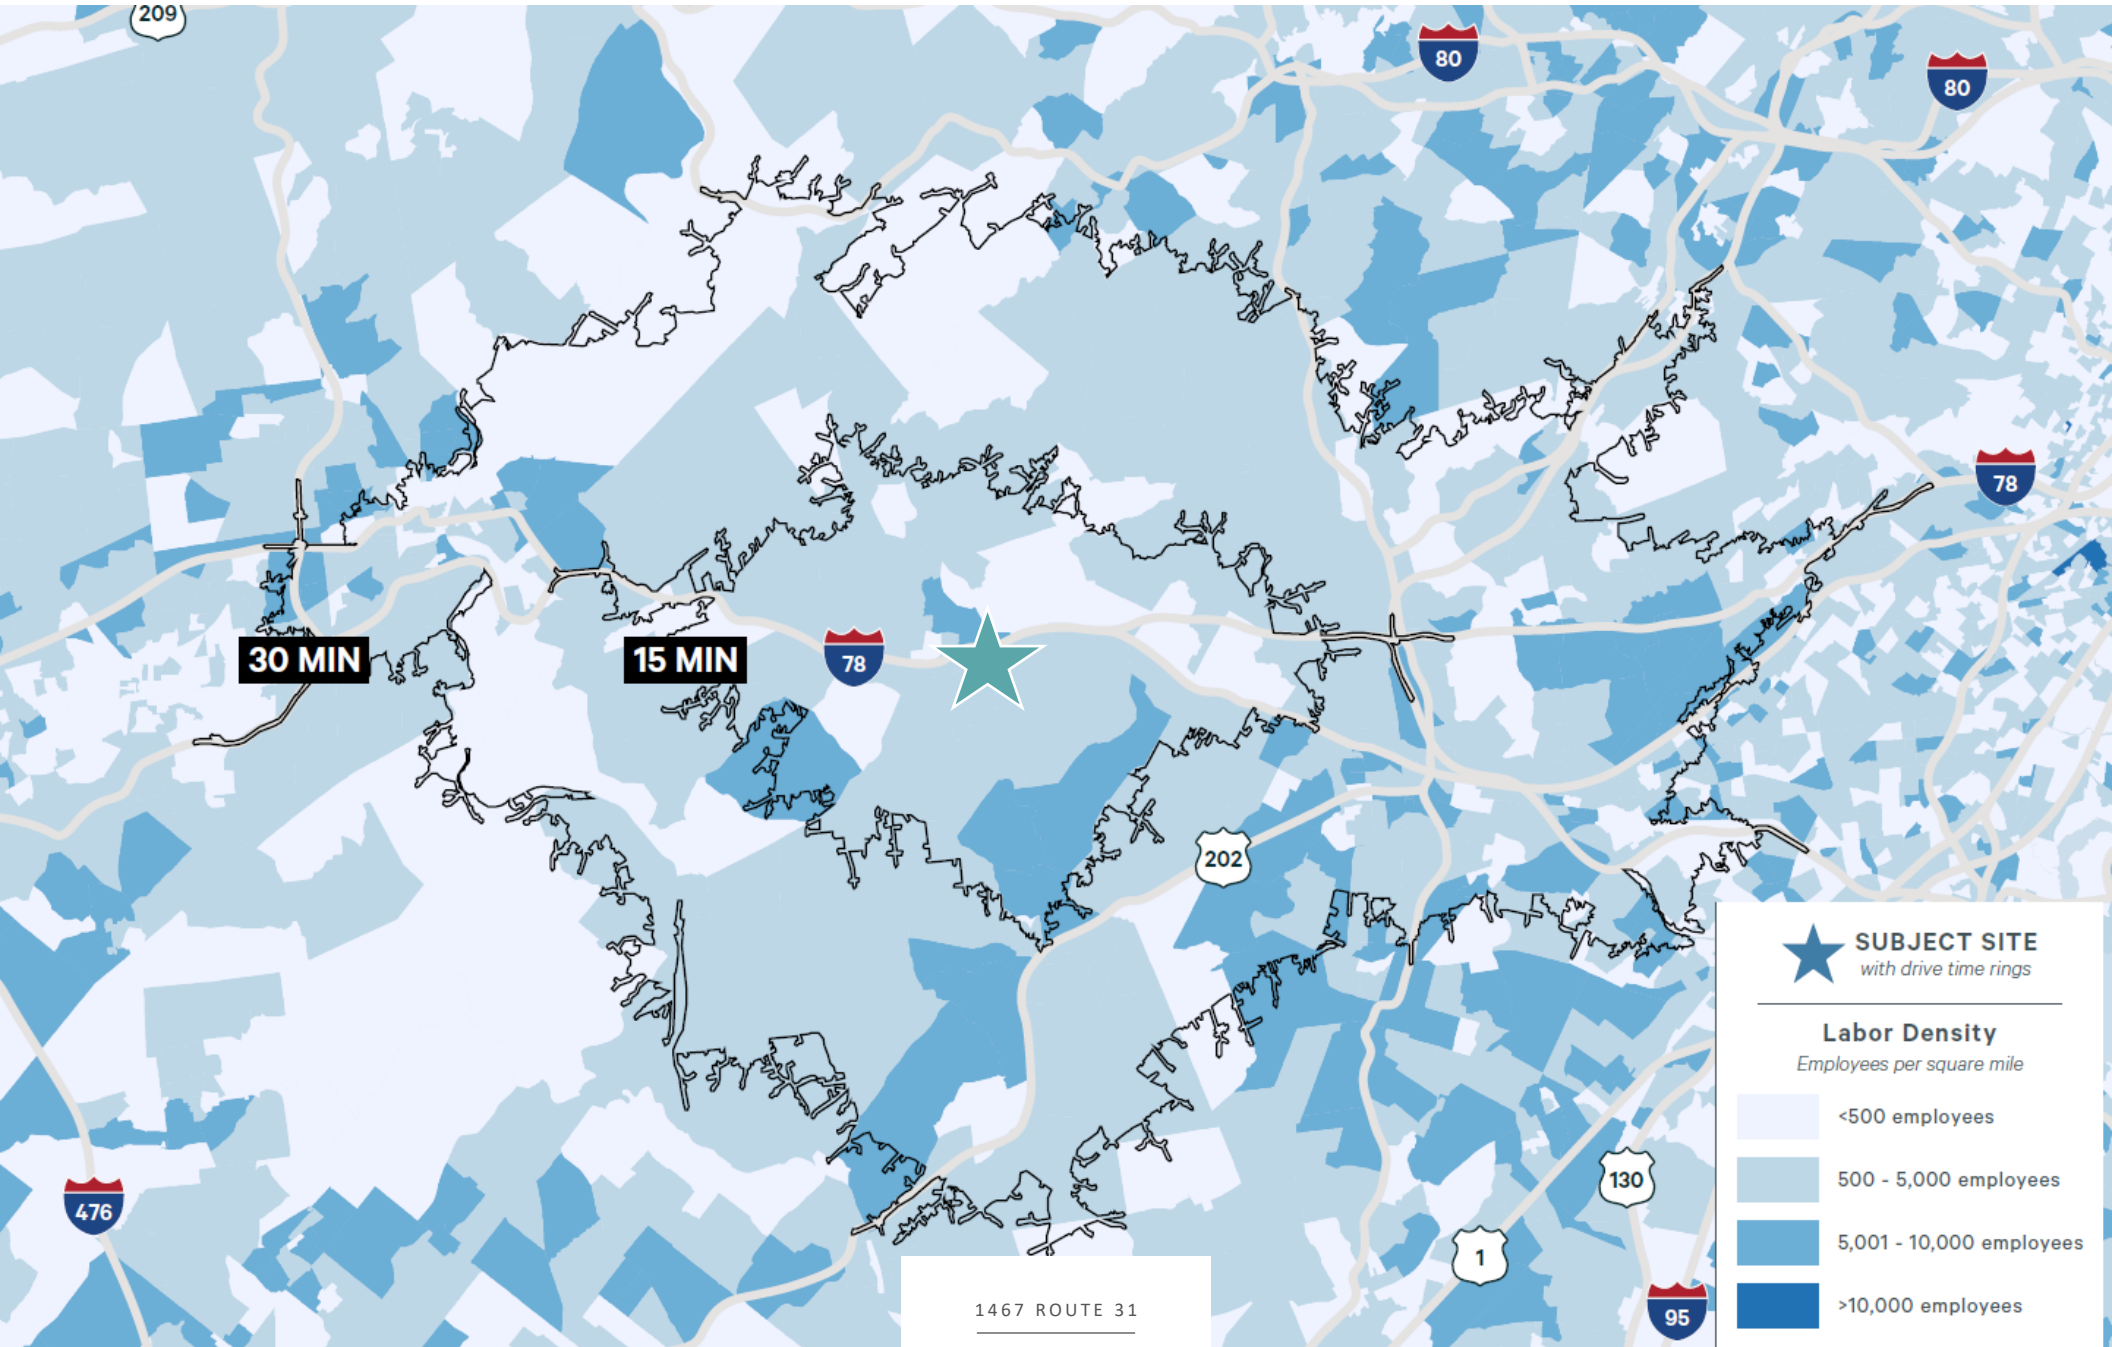 209
80
80
78
30 MIN
15 MIN
78
202
SUBJECT SITE
with drive time rings
Labor Density
Employees per square mile
<500 employees
500 - 5,000 employees
5,001 - 10,000 employees
>10,000 employees
476
130
1
95
1467 ROUTE 31